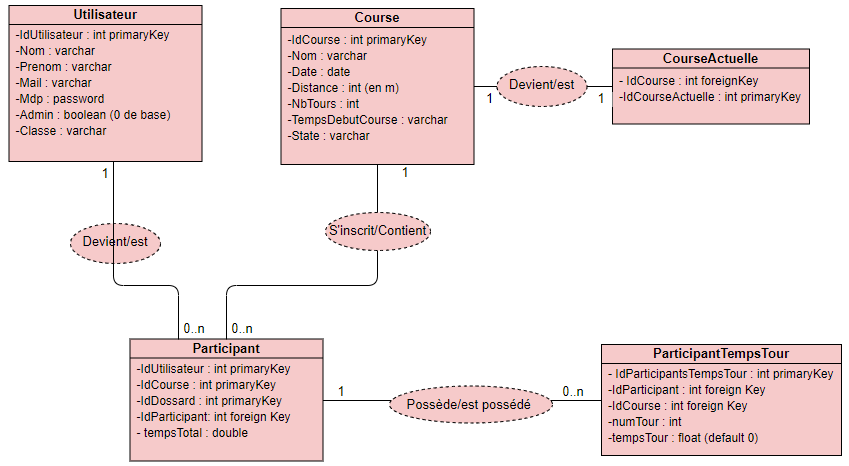 Utilisateur
-IdUtilisateur : int primaryKey
-Nom : varchar
-Prenom : varchar
-Mail : varchar
-Mdp : password
-Admin : boolean (0 de base)
-Classe : varchar
1
Devient/est
0..n
Course
-IdCourse : int primaryKey
-Nom : varchar
-Date : date
-Distance : int (en m)
-NbTours : int
-TempsDebutCourse : varchar
-State : varchar
1
Devient/est
1
CourseActuelle
- IdCourse : int foreignKey
-IdCourseActuelle : int primaryKey
1
S'inscrit/Contient
0..n
Participant
-IdUtilisateur : int primaryKey
-IdCourse : int primaryKey
-IdDossard : int primaryKey
-IdParticipant: int foreign Key
- tempsTotal : double
1
Possède/est possédé
0..n
ParticipantTempsTour
- IdParticipantsTempsTour : int primaryKey
-IdParticipant : int foreign Key
-IdCourse : int foreign Key
-numTour : int
-tempsTour : float (default 0)